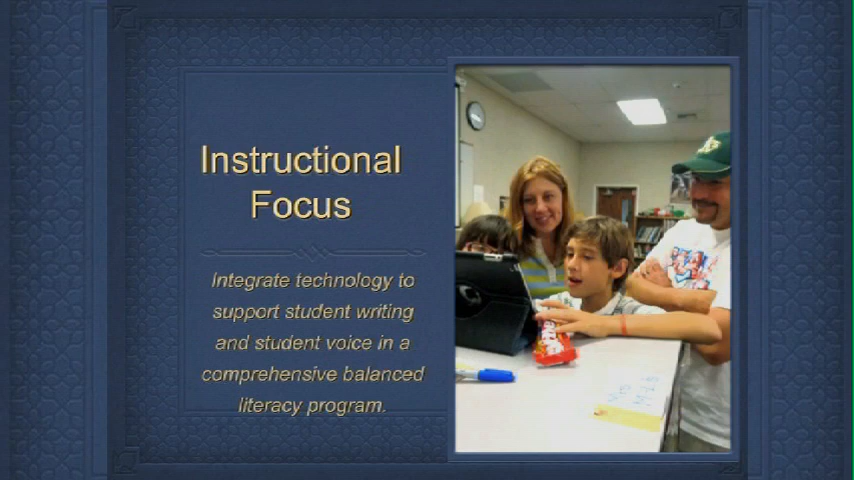 Instructional
Focus
Integrate technology to
support student writing
and student voice in a
comprehensive balanced
literacy program.